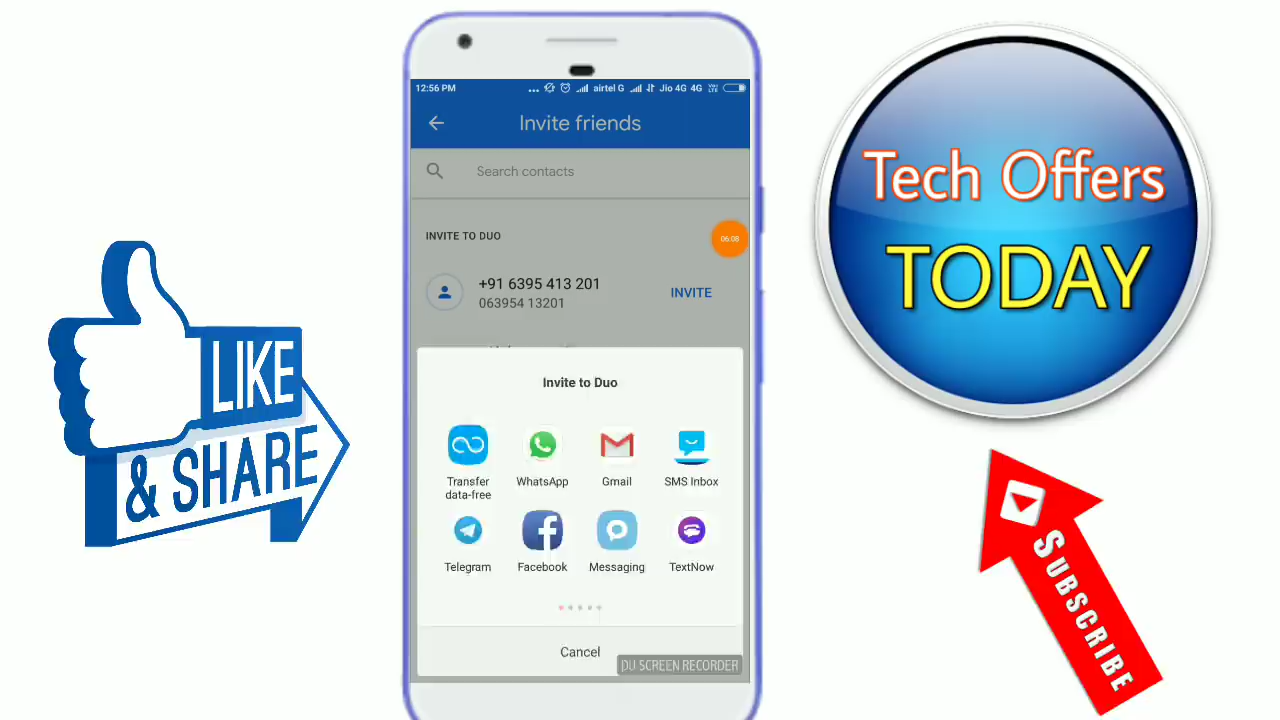 LIKE
& SHARE
12:56 PM ... airtel G Jio 4G 4G VoLTE
Invite friends
Search contacts
INVITE TO DUO
06:08
+91 6395 413 201
063954 13201
INVITE
Invite to Duo
Transfer data-free
WhatsApp
Gmail
SMS Inbox
Telegram
Facebook
Messaging
TextNow
Cancel
DU SCREEN RECORDER
Tech Offers
TODAY
SUBSCRIBE